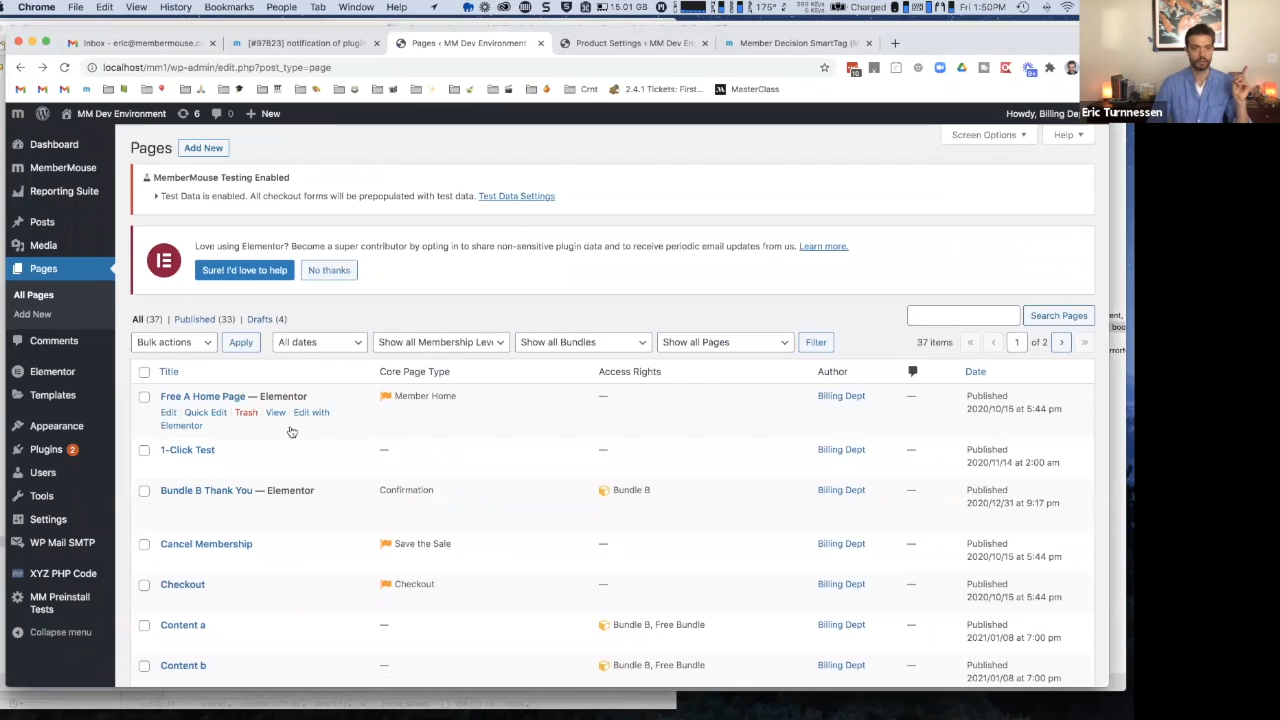 Chrome File Edit View History Bookmarks People Tab Window Help 15.01 GB 175° Charged Fri 1:50PM
Inbox - eric@membermouse.c
[#97823] notification of plugin
Pages ‹ MM Dev Environment
Product Settings ‹ MM Dev En
Member Decision SmartTag (M
localhost/mm1/wp-admin/edit.php?post_type=page
10
Crnt
2.4.1 Tickets: First...
MasterClass
Eric Turnnessen
MM Dev Environment 6 0 New
Howdy, Billing De
Screen Options
Help
Dashboard
MemberMouse
Reporting Suite
Posts
Media
Pages
All Pages
Add New
Comments
Elementor
Templates
Appearance
Plugins 2
Users
Tools
Settings
WP Mail SMTP
XYZ PHP Code
MM Preinstall
Tests
Collapse menu
Pages Add New
MemberMouse Testing Enabled
Test Data is enabled. All checkout forms will be prepopulated with test data. Test Data Settings
Love using Elementor? Become a super contributor by opting in to share non-sensitive plugin data and to receive periodic email updates from us. Learn more.
Sure! I'd love to help
No thanks
All (37) | Published (33) | Drafts (4)
Search Pages
Bulk actions Apply All dates Show all Membership Leve Show all Bundles Show all Pages Filter 37 items « ‹ 1 of 2 › »
Title Core Page Type Access Rights Author Date
Free A Home Page — Elementor Member Home — Billing Dept — Published
2020/10/15 at 5:44 pm
Edit Quick Edit Trash View Edit with
Elementor
1-Click Test — — Billing Dept — Published
2020/11/14 at 2:00 am
Bundle B Thank You — Elementor Confirmation Bundle B Billing Dept — Published
2020/12/31 at 9:17 pm
Cancel Membership Save the Sale — Billing Dept — Published
2020/10/15 at 5:44 pm
Checkout Checkout — Billing Dept — Published
2020/10/15 at 5:44 pm
Content a — Bundle B, Free Bundle Billing Dept — Published
2021/01/08 at 7:00 pm
Content b — Bundle B, Free Bundle Billing Dept — Published
2021/01/08 at 7:00 pm